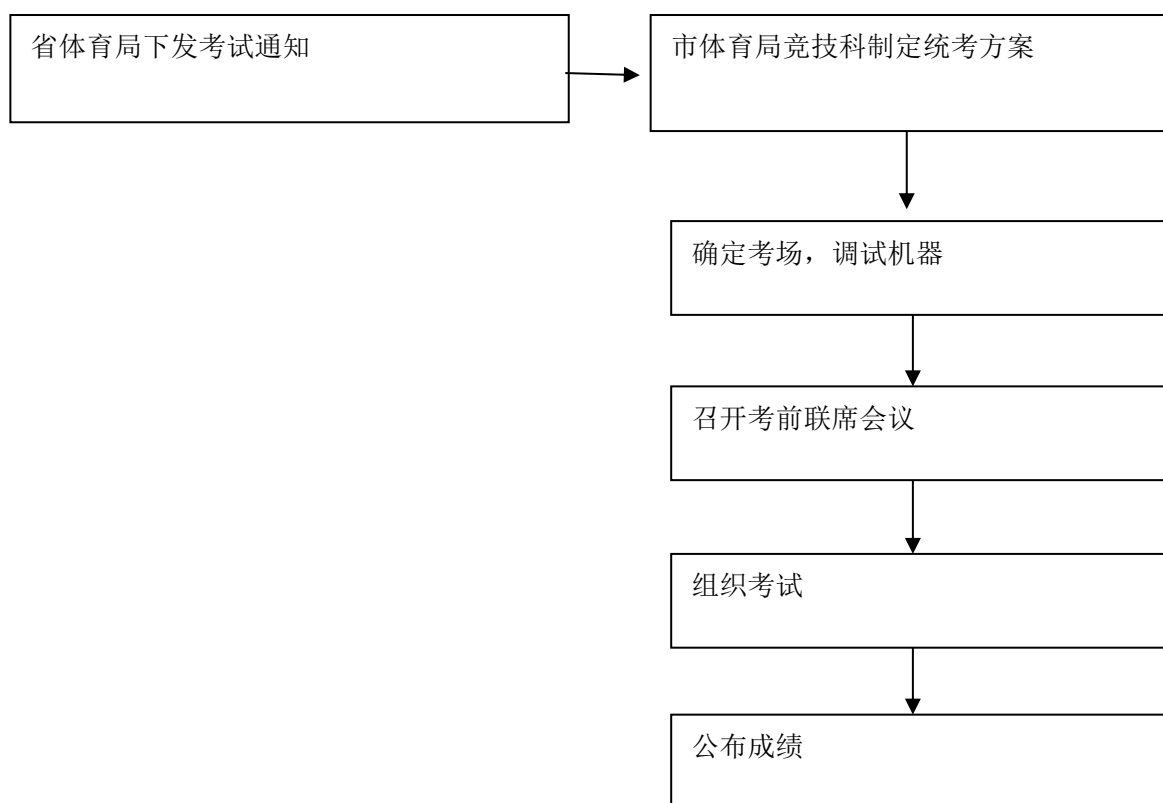 省体育局下发考试通知
市体育局竞技科制定统考方案
确定考场，调试机器
召开考前联席会议
组织考试
公布成绩